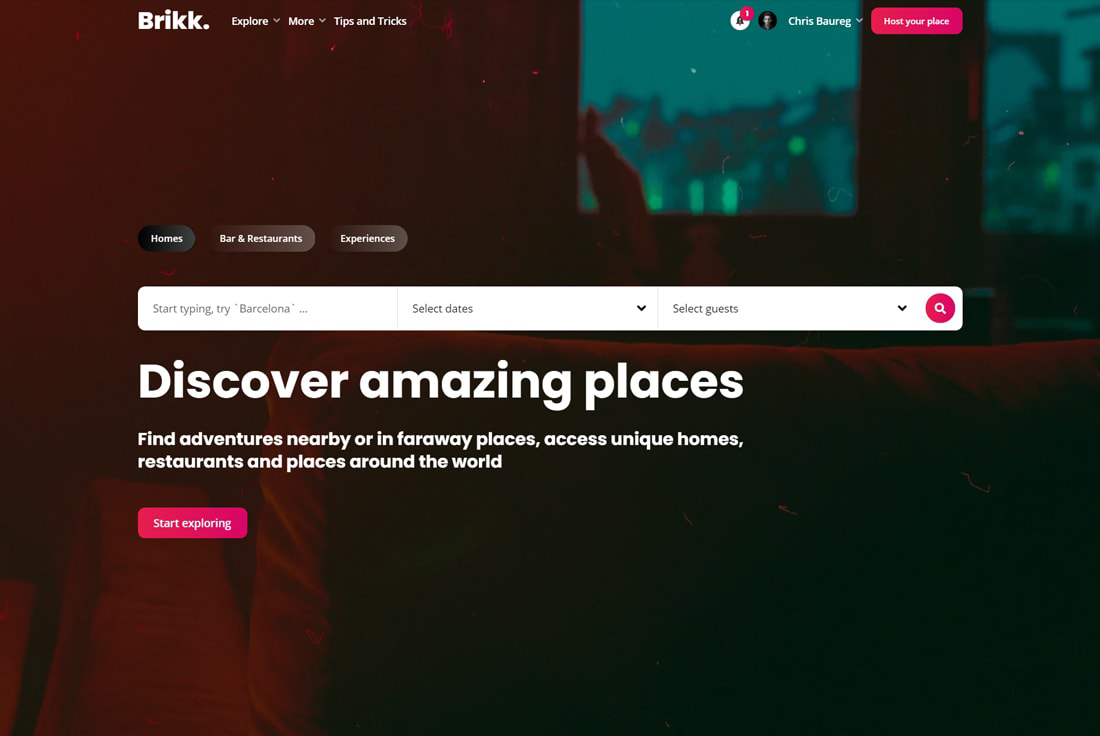 Brikk. Explore More Tips and Tricks 1 Chris Baureg Host your place
Homes Bar & Restaurants Experiences
Start typing, try `Barcelona` ... Select dates Select guests
Discover amazing places
Find adventures nearby or in faraway places, access unique homes,
restaurants and places around the world
Start exploring